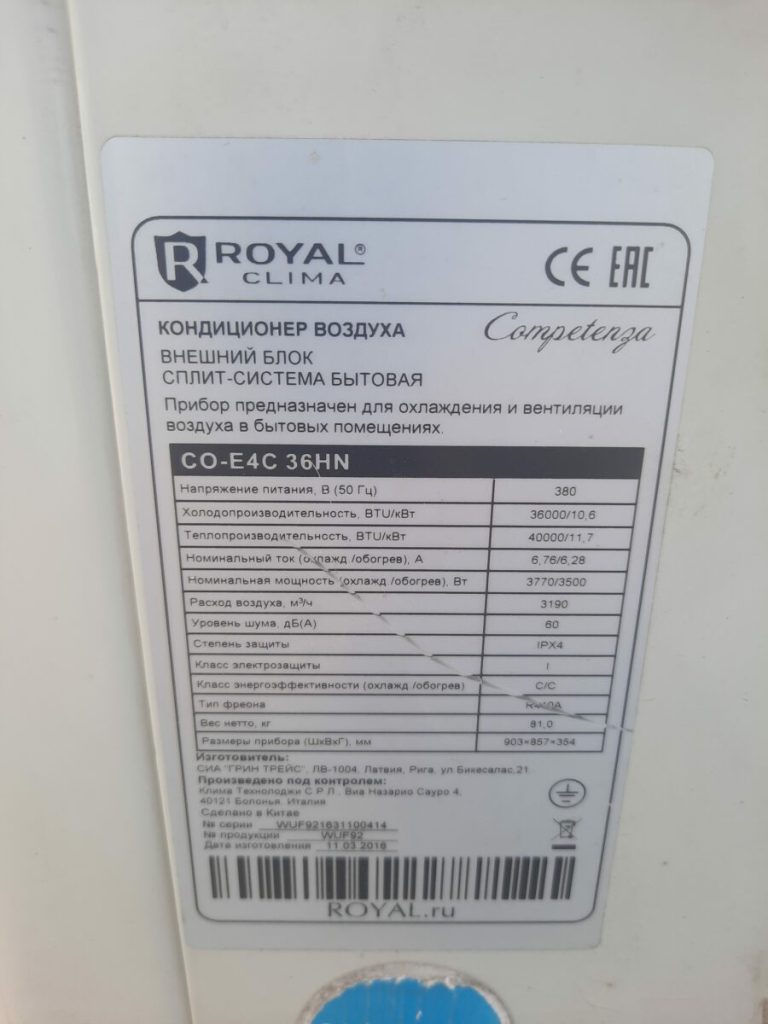 ROYAL®
CLIMA
CE EAC
КОНДИЦИОНЕР ВОЗДУХА
Competenza
ВНЕШНИЙ БЛОК
СПЛИТ-СИСТЕМА БЫТОВАЯ
Прибор предназначен для охлаждения и вентиляции
воздуха в бытовых помещениях.
CO-E4C 36HN
Напряжение питания, В (50 Гц) 380
Холодопроизводительность, BTU/кВт 36000/10,6
Теплопроизводительность, BTU/кВт 40000/11,7
Номинальный ток (охлажд /обогрев), А 6,76/6,28
Номинальная мощность (охлажд /обогрев), Вт 3770/3500
Расход воздуха, м³/ч 3190
Уровень шума, дБ(А) 60
Степень защиты IPX4
Класс электрозащиты I
Класс энергоэффективности (охлажд /обогрев) C/C
Тип фреона R410A
Вес нетто, кг 81,0
Размеры прибора (ШхВхГ), мм 903×857×354
Изготовитель:
СИА "ГРИН ТРЕЙС", ЛВ-1004, Латвия, Рига, ул Бикесалас,21
Произведено под контролем:
Клима Технолоджи С.Р.Л., Виа Назарио Сауро 4,
40121 Болонья, Италия
Сделано в Китае
№ серии WUF921631100414
№ продукции WUF92
Дата изготовления 11.03.2016
ROYAL.ru